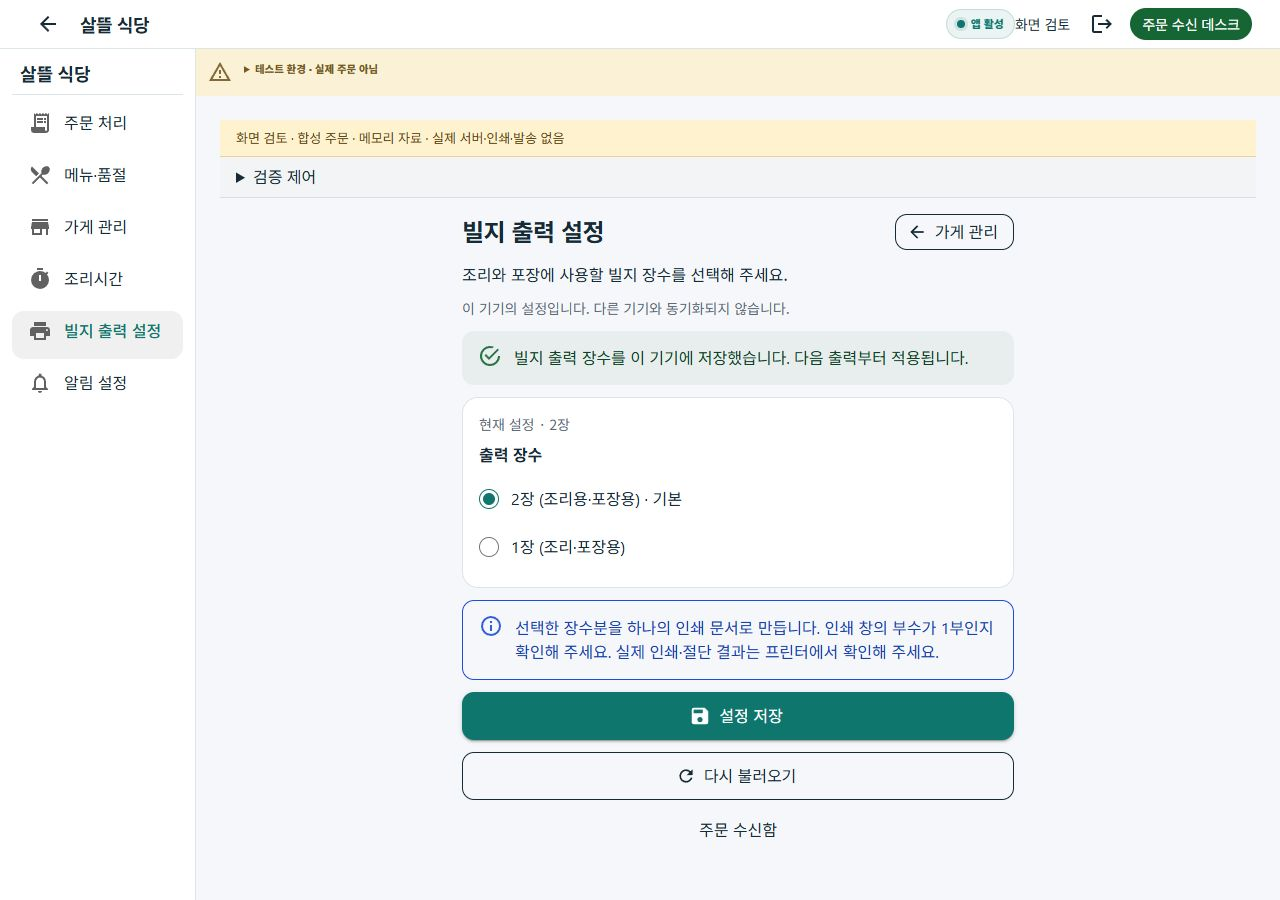 살뜰 식당
앱 활성
화면 검토
주문 수신 데스크
살뜰 식당
주문 처리
메뉴·품절
가게 관리
조리시간
빌지 출력 설정
알림 설정
테스트 환경 · 실제 주문 아님
화면 검토 · 합성 주문 · 메모리 자료 · 실제 서버·인쇄·발송 없음
검증 제어
빌지 출력 설정
가게 관리
조리와 포장에 사용할 빌지 장수를 선택해 주세요.
이 기기의 설정입니다. 다른 기기와 동기화되지 않습니다.
빌지 출력 장수를 이 기기에 저장했습니다. 다음 출력부터 적용됩니다.
현재 설정 · 2장
출력 장수
2장 (조리용·포장용) · 기본
1장 (조리·포장용)
선택한 장수분을 하나의 인쇄 문서로 만듭니다. 인쇄 창의 부수가 1부인지
확인해 주세요. 실제 인쇄·절단 결과는 프린터에서 확인해 주세요.
설정 저장
다시 불러오기
주문 수신함